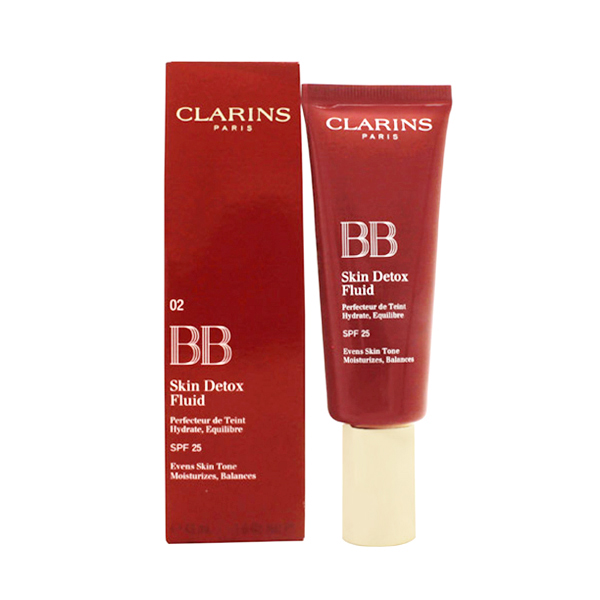 CLARINS
PARIS
02
BB
Skin Detox
Fluid
Perfecteur de Teint
Hydrate, Equilibre
SPF 25
Evens Skin Tone
Moisturizes, Balances
CLARINS
PARIS
BB
Skin Detox
Fluid
Perfecteur de Teint
Hydrate, Equilibre
SPF 25
Evens Skin Tone
Moisturizes, Balances